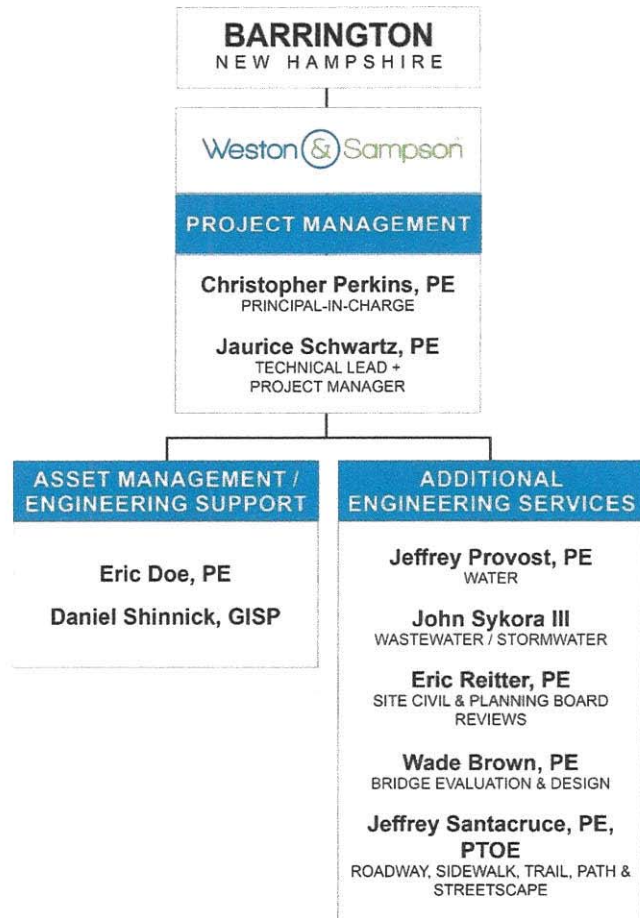 BARRINGTON
NEW HAMPSHIRE
Weston & Sampson
PROJECT MANAGEMENT
Christopher Perkins, PE
PRINCIPAL-IN-CHARGE
Jaurice Schwartz, PE
TECHNICAL LEAD +
PROJECT MANAGER
ASSET MANAGEMENT /
ENGINEERING SUPPORT
Eric Doe, PE
Daniel Shinnick, GISP
ADDITIONAL
ENGINEERING SERVICES
Jeffrey Provost, PE
WATER
John Sykora III
WASTEWATER / STORMWATER
Eric Reitter, PE
SITE CIVIL & PLANNING BOARD
REVIEWS
Wade Brown, PE
BRIDGE EVALUATION & DESIGN
Jeffrey Santacruce, PE,
PTOE
ROADWAY, SIDEWALK, TRAIL, PATH &
STREETSCAPE